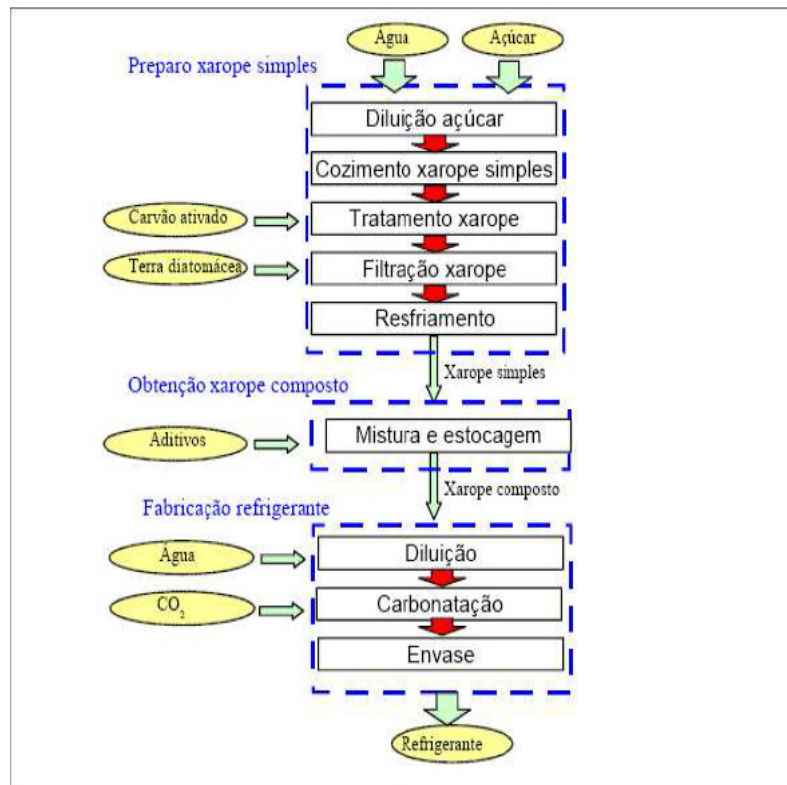 Água
Açúcar
Preparo xarope simples
Diluição açúcar
Cozimento xarope simples
Carvão ativado
Tratamento xarope
Terra diatomácea
Filtração xarope
Resfriamento
Xarope simples
Obtenção xarope composto
Aditivos
Mistura e estocagem
Xarope composto
Fabricação refrigerante
Água
Diluição
CO2
Carbonatação
Envase
Refrigerante